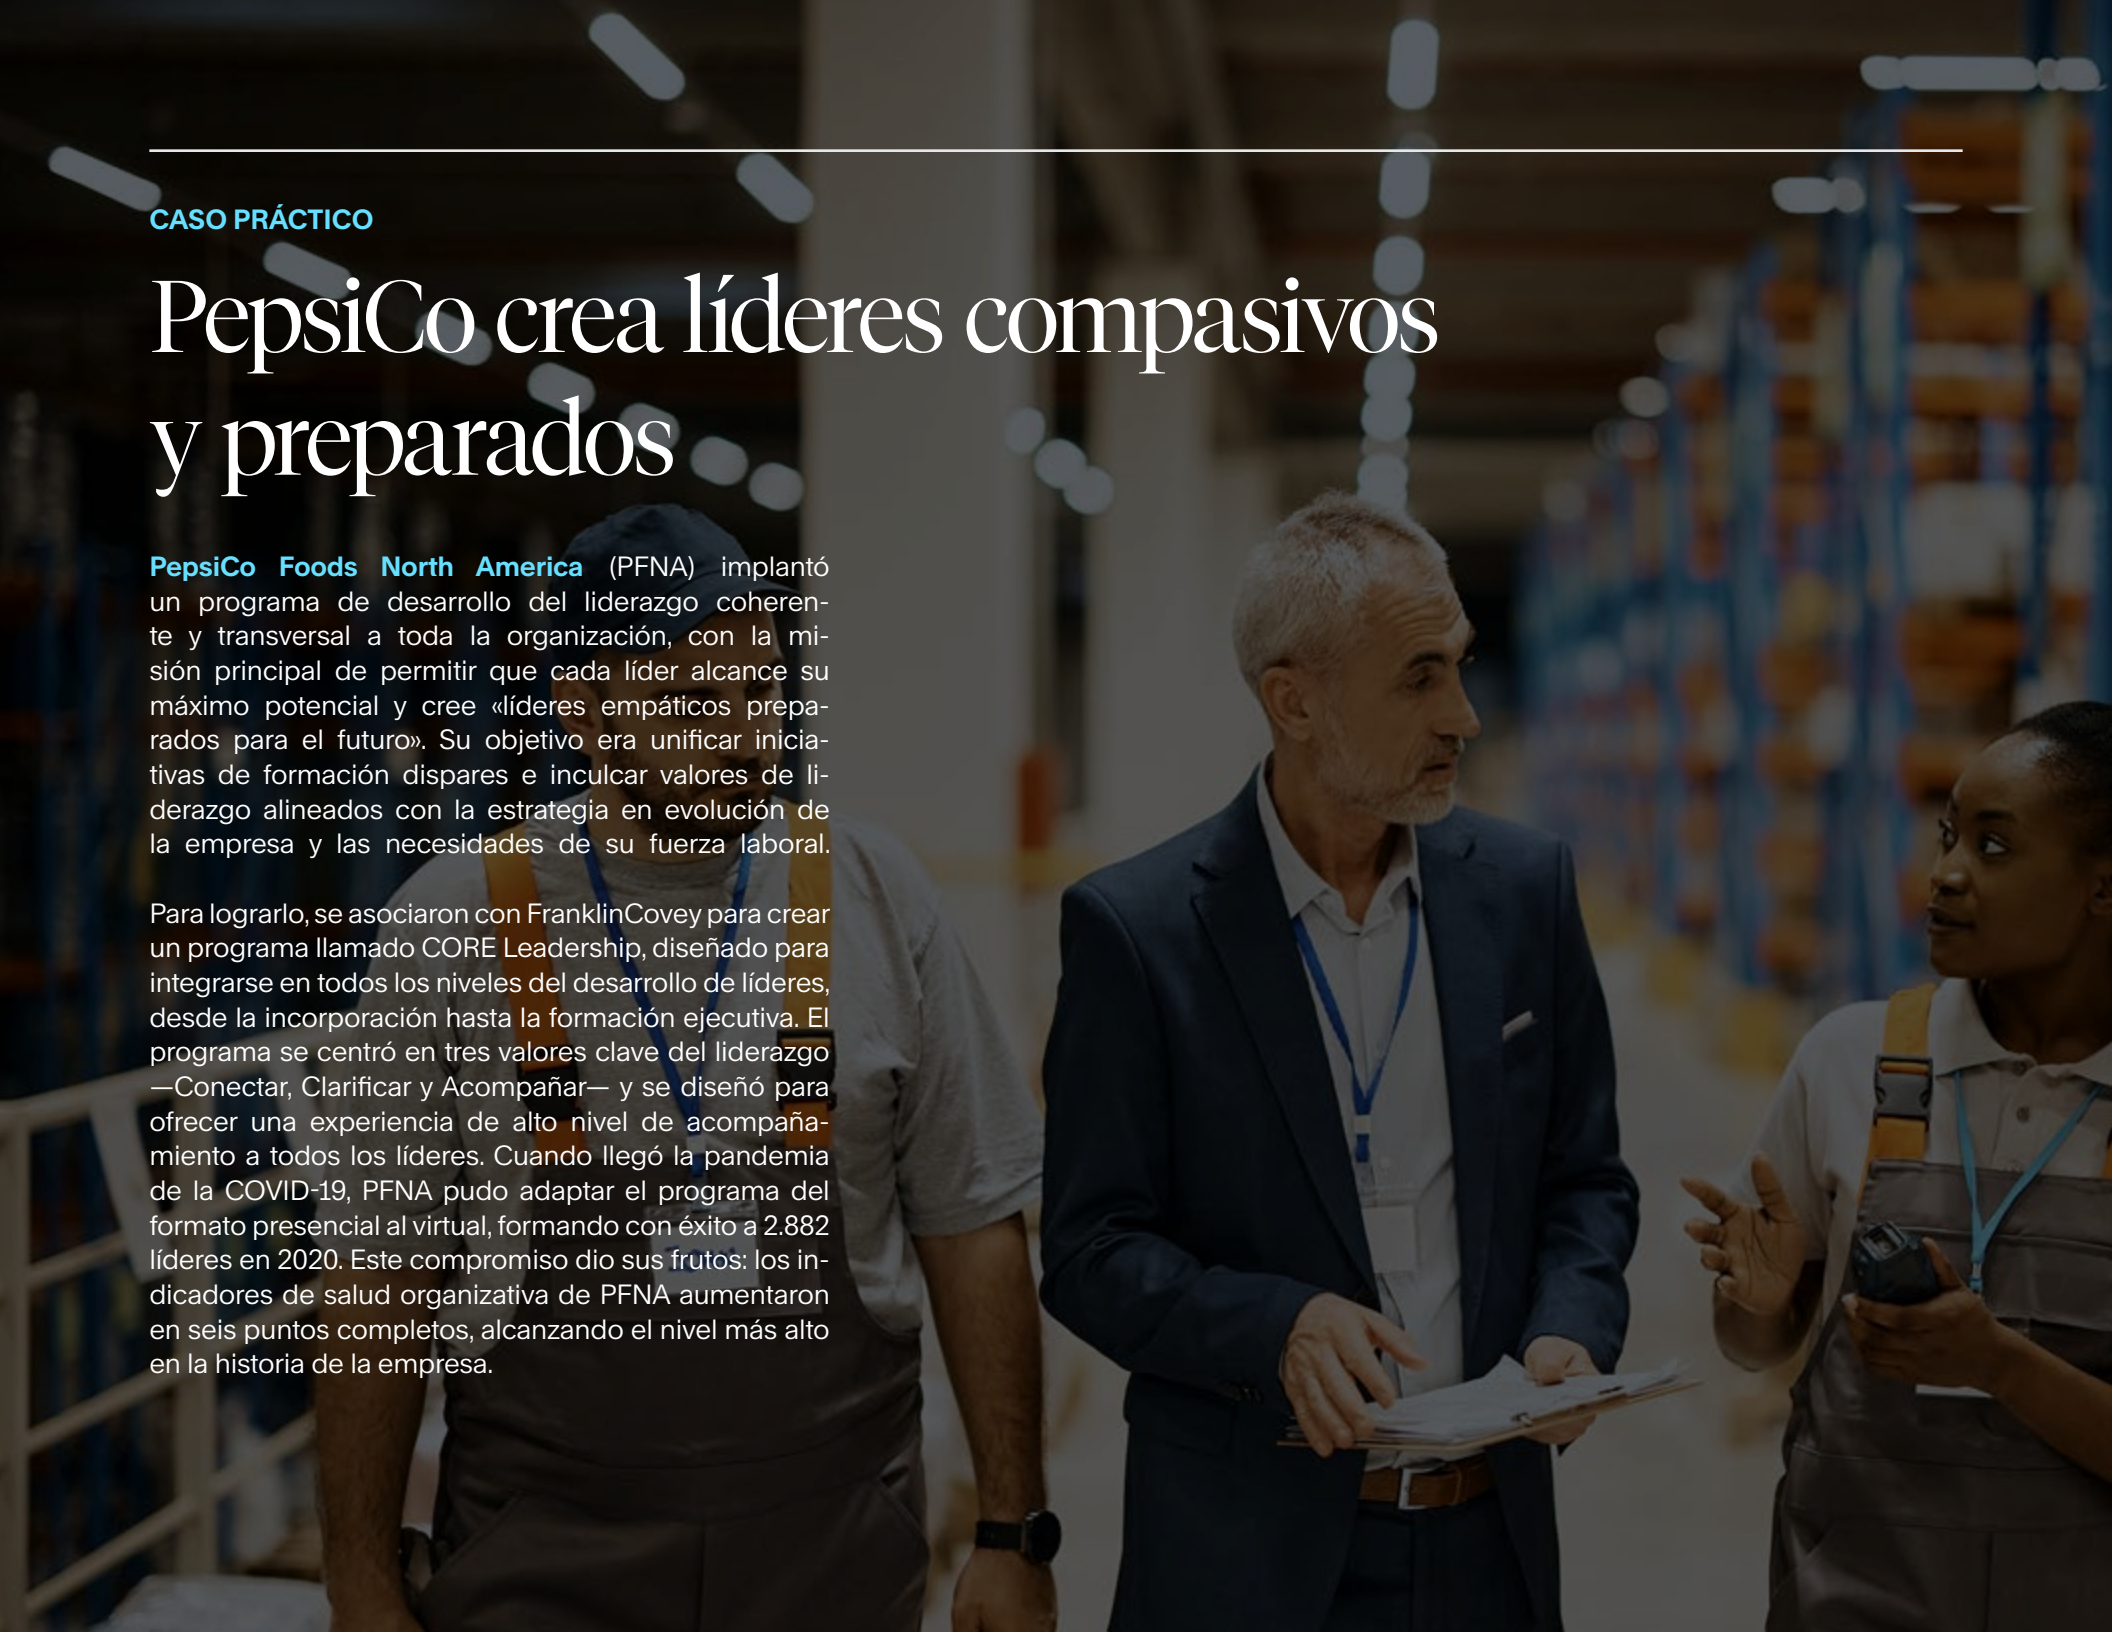 CASO PRÁCTICO
PepsiCo crea líderes compasivos
y preparados
PepsiCo Foods North America (PFNA) implantó
un programa de desarrollo del liderazgo coheren-
te y transversal a toda la organización, con la mi-
sión principal de permitir que cada líder alcance su
máximo potencial y cree «líderes empáticos prepa-
rados para el futuro». Su objetivo era unificar inicia-
tivas de formación dispares e inculcar valores de li-
derazgo alineados con la estrategia en evolución de
la empresa y las necesidades de su fuerza laboral.
Para lograrlo, se asociaron con FranklinCovey para crear
un programa llamado CORE Leadership, diseñado para
integrarse en todos los niveles del desarrollo de líderes,
desde la incorporación hasta la formación ejecutiva. El
programa se centró en tres valores clave del liderazgo
—Conectar, Clarificar y Acompañar— y se diseñó para
ofrecer una experiencia de alto nivel de acompaña-
miento a todos los líderes. Cuando llegó la pandemia
de la COVID-19, PFNA pudo adaptar el programa del
formato presencial al virtual, formando con éxito a 2.882
líderes en 2020. Este compromiso dio sus frutos: los in-
dicadores de salud organizativa de PFNA aumentaron
en seis puntos completos, alcanzando el nivel más alto
en la historia de la empresa.